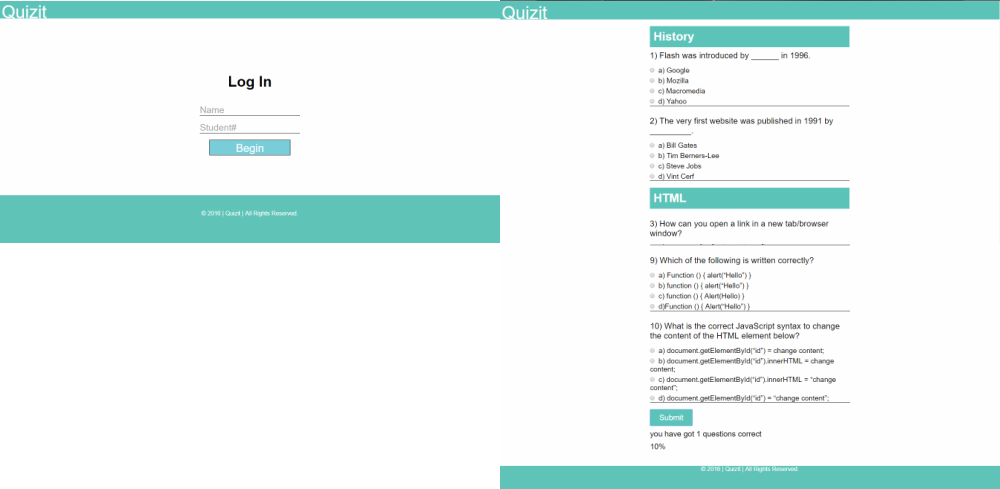 Quizit
Log In
Name
Student#
Begin
© 2016 | Quizit | All Rights Reserved.
Quizit
History
1) Flash was introduced by ______ in 1996.
a) Google
b) Mozilla
c) Macromedia
d) Yahoo
2) The very first website was published in 1991 by
_________.
a) Bill Gates
b) Tim Berners-Lee
c) Steve Jobs
d) Vint Cerf
HTML
3) How can you open a link in a new tab/browser
window?
9) Which of the following is written correctly?
a) Function () { alert(“Hello”) }
b) function () { alert(“Hello”) }
c) function () { Alert(Hello) }
d)Function () { Alert(“Hello”) }
10) What is the correct JavaScript syntax to change
the content of the HTML element below?
a) document.getElementById(“id”) = change content;
b) document.getElementById(“id”).innerHTML = change
content;
c) document.getElementById(“id”).innerHTML = “change
content”;
d) document.getElementById(“id”) = “change content”;
Submit
you have got 1 questions correct
10%
© 2016 | Quizit | All Rights Reserved.